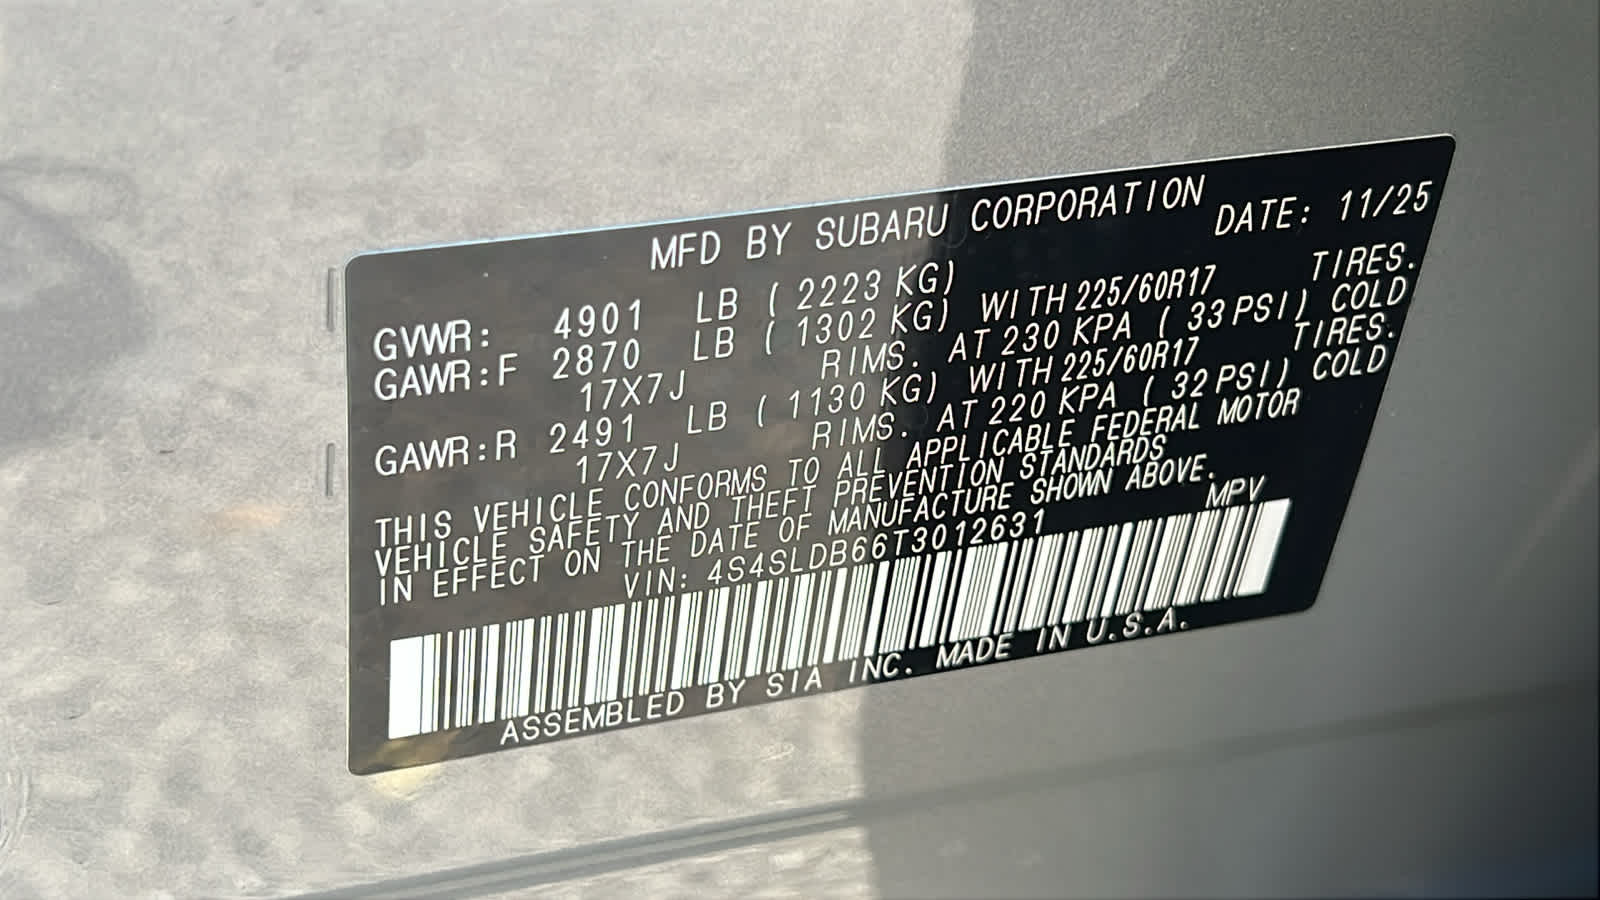 MFD BY SUBARU CORPORATION
DATE: 11/25
GVWR: 4901 LB ( 2223 KG)
GAWR:F 2870 LB ( 1302 KG) WITH 225/60R17 TIRES.
17X7J RIMS. AT 230 KPA ( 33 PSI) COLD
GAWR:R 2491 LB ( 1130 KG) WITH 225/60R17 TIRES.
17X7J RIMS. AT 220 KPA ( 32 PSI) COLD
THIS VEHICLE CONFORMS TO ALL APPLICABLE FEDERAL MOTOR
VEHICLE SAFETY AND THEFT PREVENTION STANDARDS
IN EFFECT ON THE DATE OF MANUFACTURE SHOWN ABOVE.
VIN: 4S4SLDB66T3012631 MPV
ASSEMBLED BY SIA INC. MADE IN U.S.A.